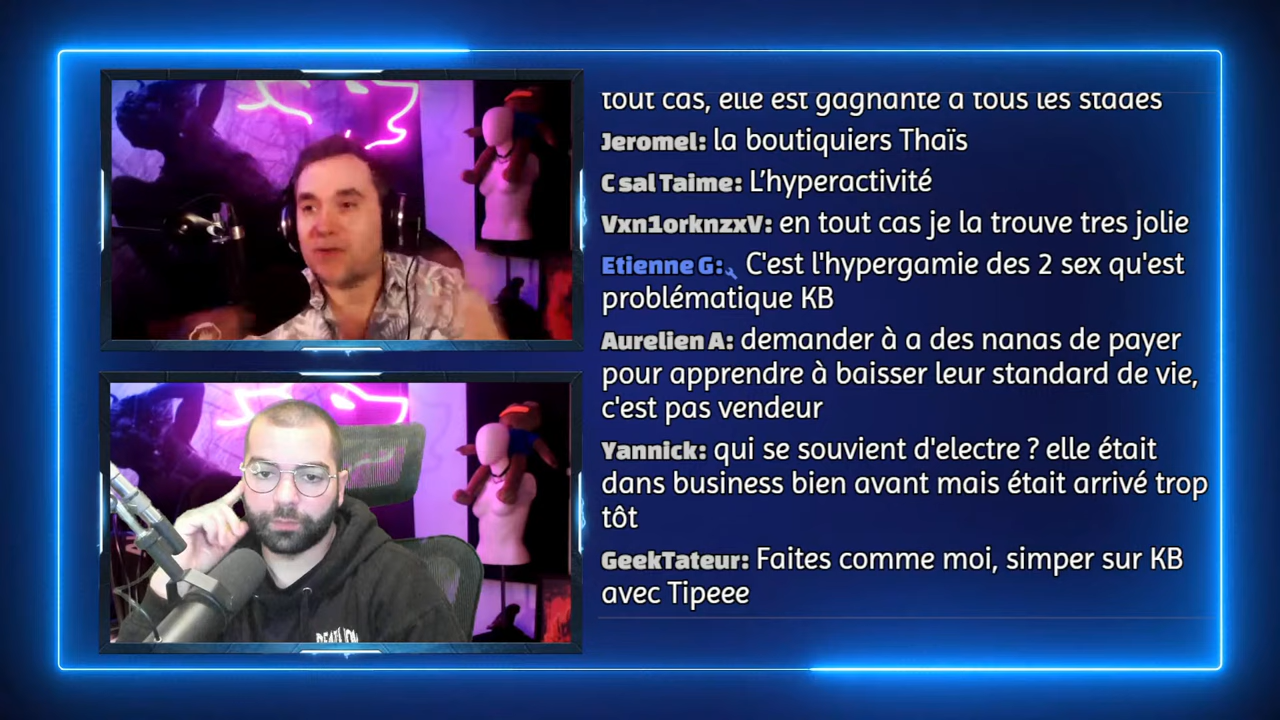 tout cas, elle est gagnante à tous les stades
Jeromel: la boutiquiers Thaïs
C sal Taime: L'hyperactivité
Vxn1orknzxV: en tout cas je la trouve tres jolie
Etienne G: C'est l'hypergamie des 2 sex qu'est
problématique KB
Aurelien A: demander à a des nanas de payer
pour apprendre à baisser leur standard de vie,
c'est pas vendeur
Yannick: qui se souvient d'electre ? elle était
dans business bien avant mais était arrivé trop
tôt
GeekTateur: Faites comme moi, simper sur KB
avec Tipeee